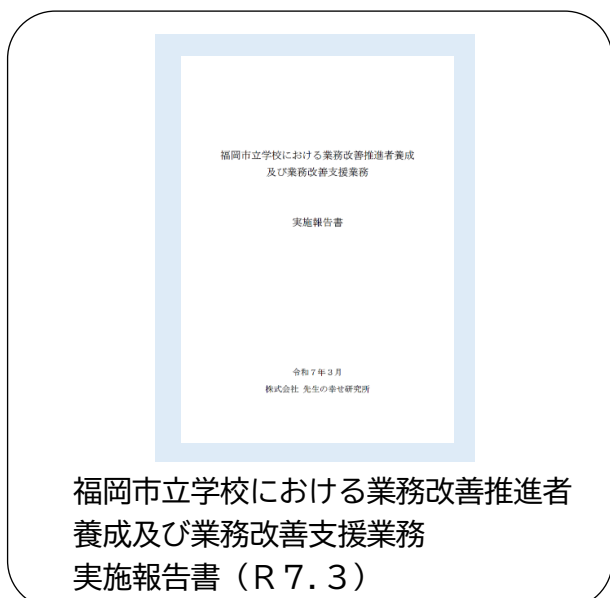 福岡市立学校における業務改善推進者養成
及び業務改善支援業務
実施報告書
令和７年３月
株式会社 先生の幸せ研究所
福岡市立学校における業務改善推進者
養成及び業務改善支援業務
実施報告書（Ｒ７．３）